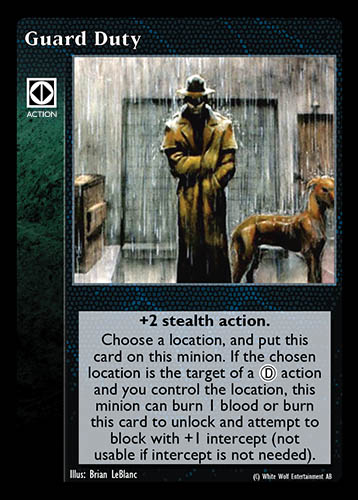 Guard Duty
ACTION
+2 stealth action.
Choose a location, and put this
card on this minion. If the chosen
location is the target of a Ⓓ action
and you control the location, this
minion can burn 1 blood or burn
this card to unlock and attempt to
block with +1 intercept (not
usable if intercept is not needed).
Illus: Brian LeBlanc
(C) White Wolf Entertainment AB